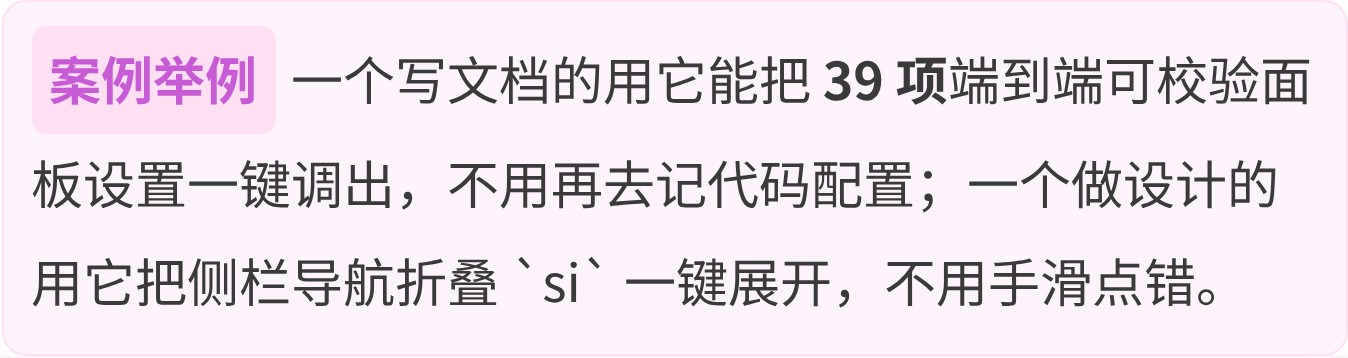 案例举例 一个写文档的用它能把 39 项端到端可校验面
板设置一键调出，不用再去记代码配置；一个做设计的
用它把侧栏导航折叠 `si` 一键展开，不用手滑点错。